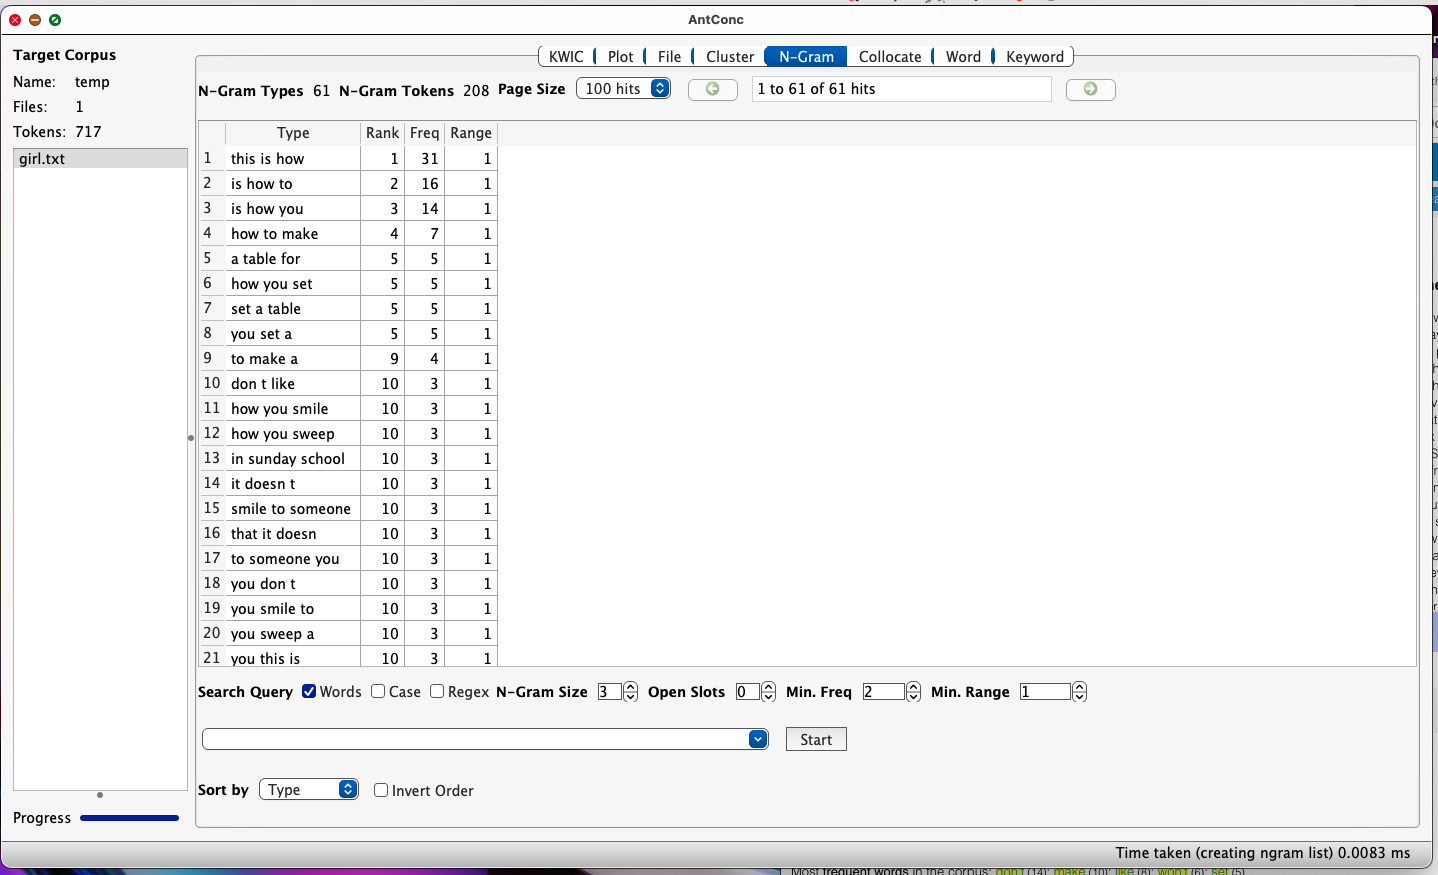 AntConc
Target Corpus
Name: temp
Files: 1
Tokens: 717
girl.txt
Progress
KWIC Plot File Cluster N-Gram Collocate Word Keyword
N-Gram Types 61 N-Gram Tokens 208 Page Size 100 hits 1 to 61 of 61 hits
Type Rank Freq Range
1 this is how 1 31 1
2 is how to 2 16 1
3 is how you 3 14 1
4 how to make 4 7 1
5 a table for 5 5 1
6 how you set 5 5 1
7 set a table 5 5 1
8 you set a 5 5 1
9 to make a 9 4 1
10 don t like 10 3 1
11 how you smile 10 3 1
12 how you sweep 10 3 1
13 in sunday school 10 3 1
14 it doesn t 10 3 1
15 smile to someone 10 3 1
16 that it doesn 10 3 1
17 to someone you 10 3 1
18 you don t 10 3 1
19 you smile to 10 3 1
20 you sweep a 10 3 1
21 you this is 10 3 1
Search Query Words Case Regex N-Gram Size 3 Open Slots 0 Min. Freq 2 Min. Range 1
Start
Sort by Type Invert Order
Time taken (creating ngram list) 0.0083 ms
Most frequent words in the corpus: don't (14); make (10); like (8); won't (6); set (5)